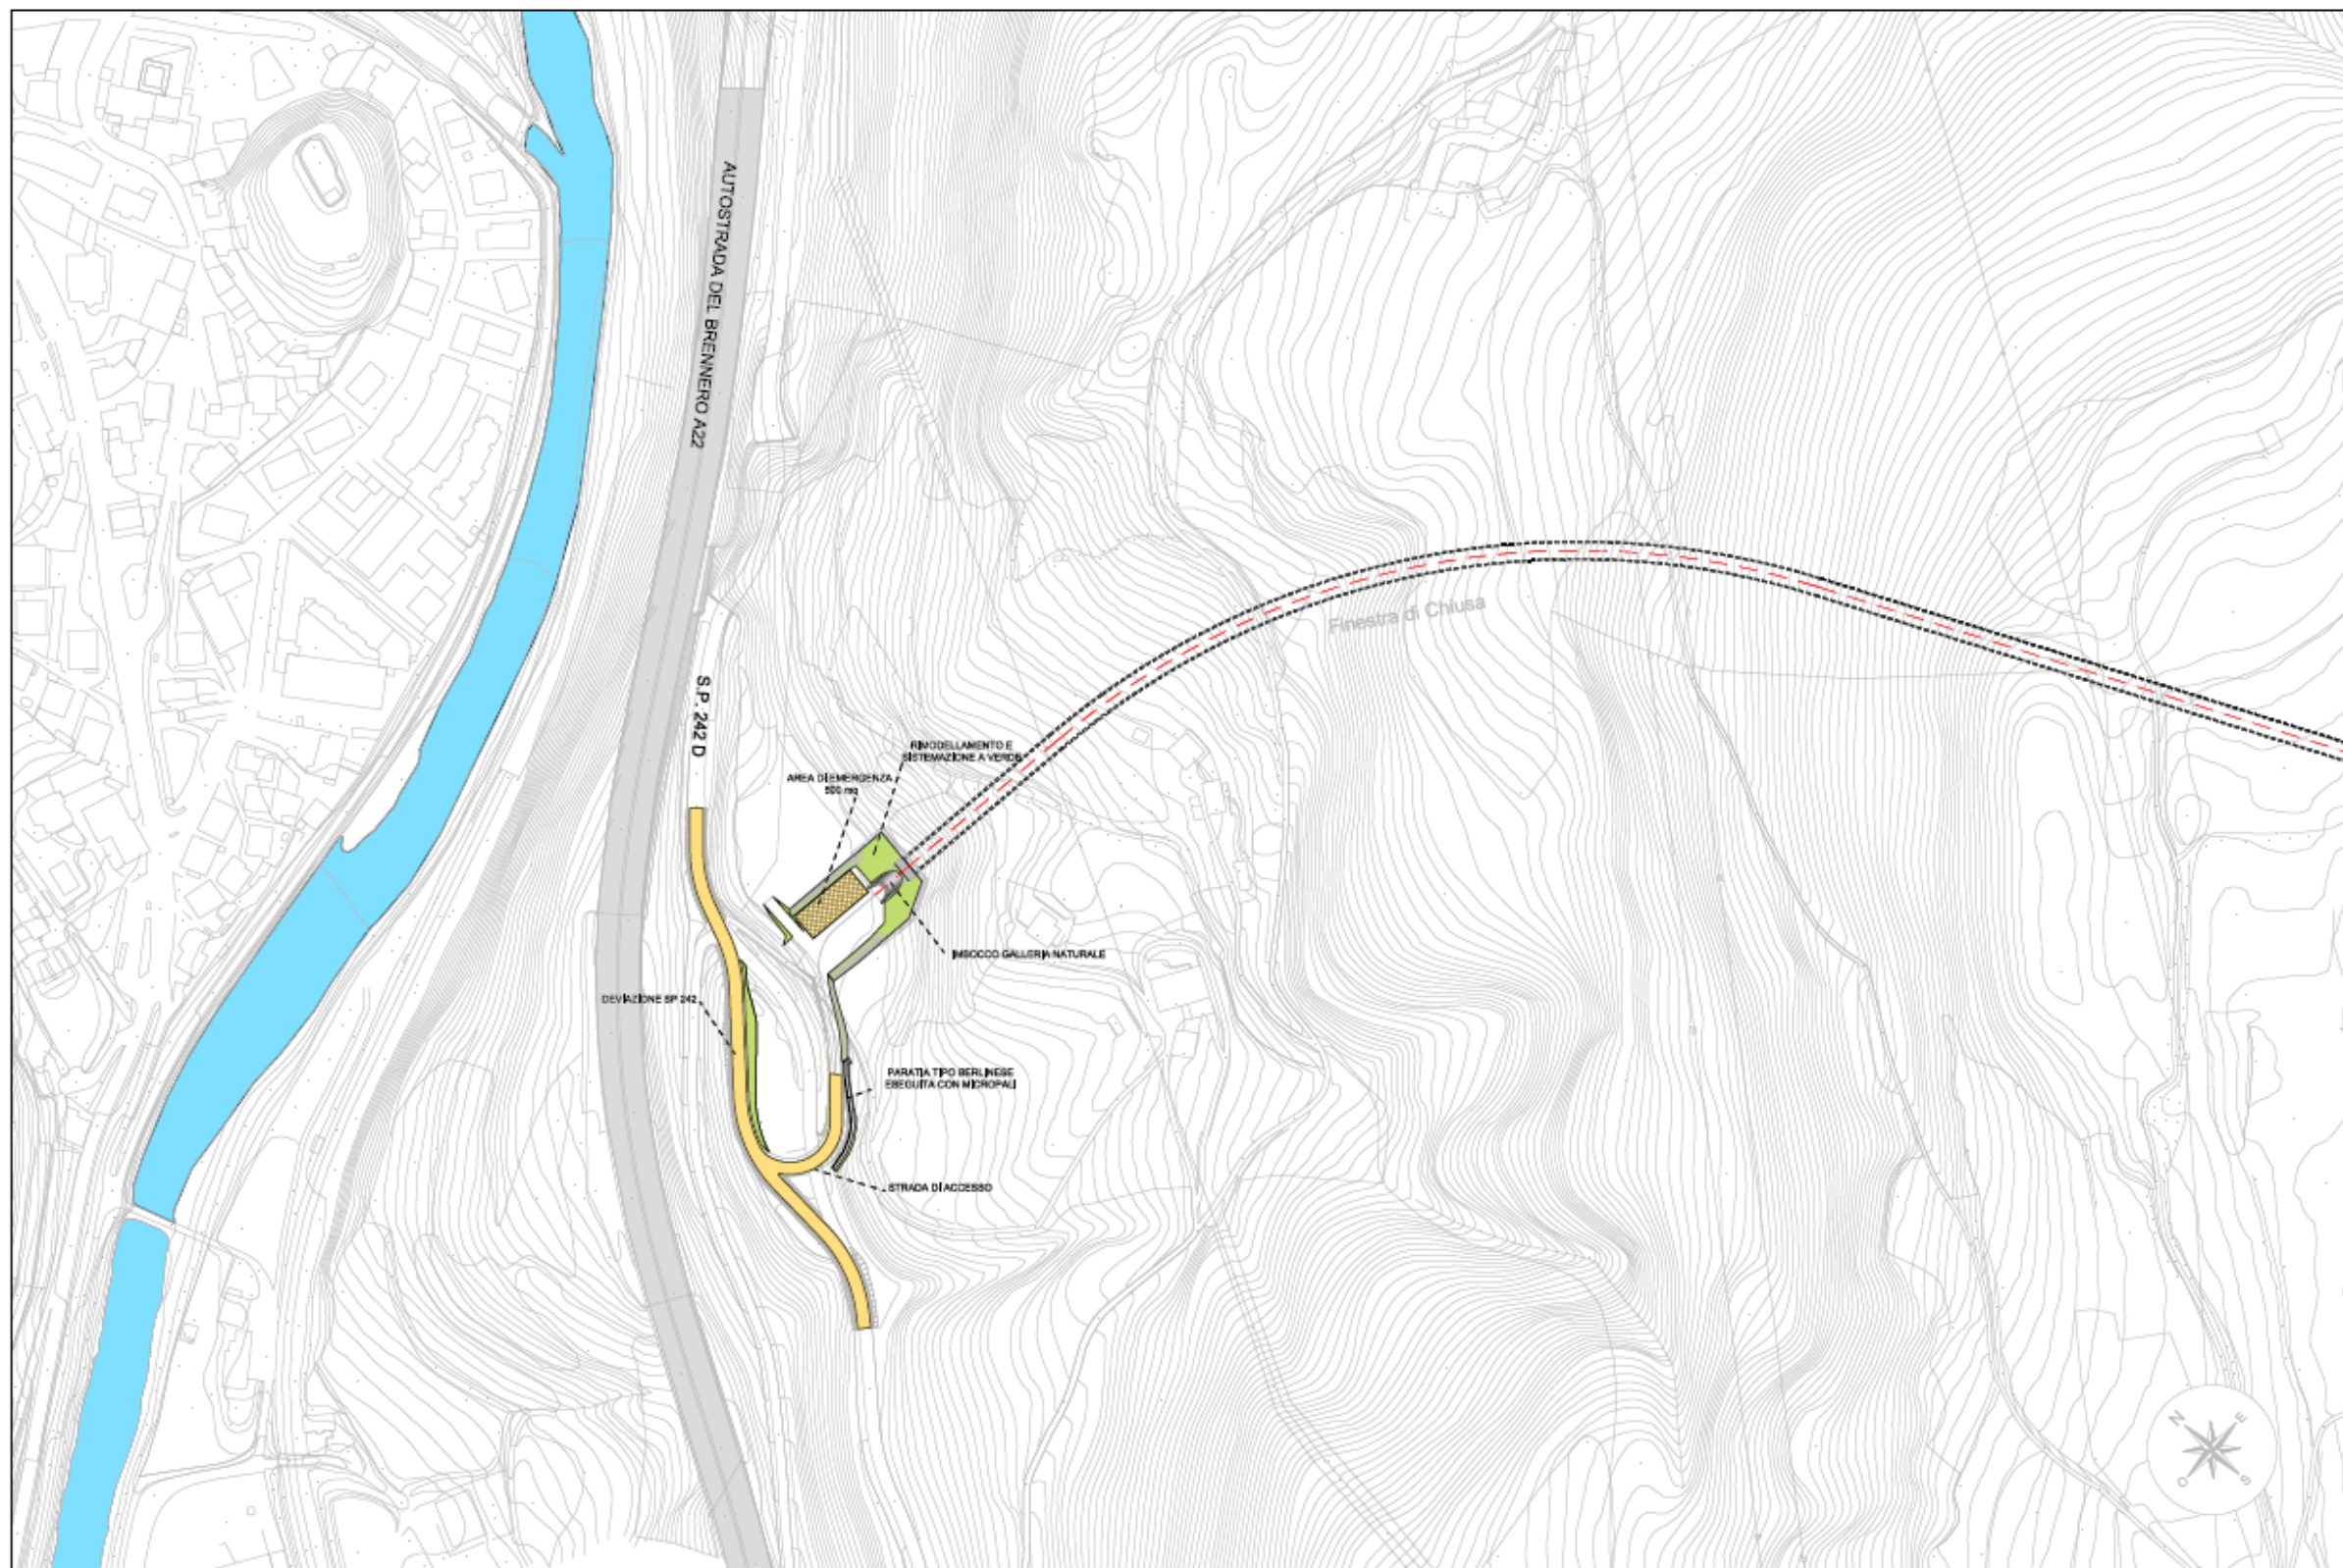 AUTOSTRADA DEL BRENNERO A22
Finestra di Chiusa
S.P. 242 D
RIMODELLAMENTO E
SISTEMAZIONE A VERDE
AREA DI EMERGENZA
500 mq
IMBOCCO GALLERIA NATURALE
DEVIAZIONE SP 242
PARATIA TIPO BERLINESE
ESEGUITA CON MICROPALI
STRADA DI ACCESSO
N
E
O
S